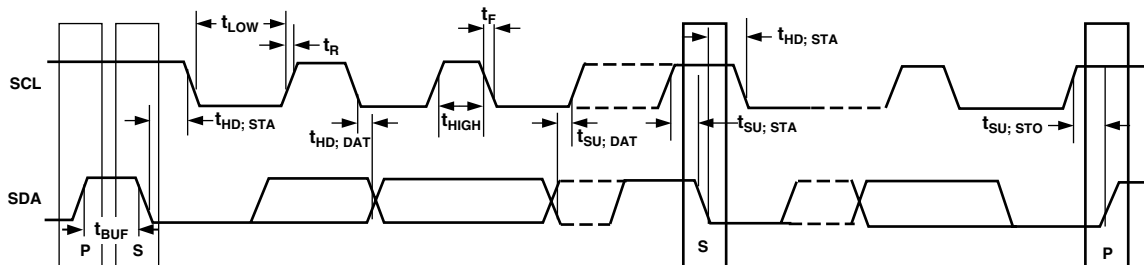 t_LOW
t_R
t_F
t_HD; STA
SCL
t_HD; STA
t_HD; DAT
t_HIGH
t_SU; DAT
t_SU; STA
t_SU; STO
SDA
t_BUF
P
S
S
P